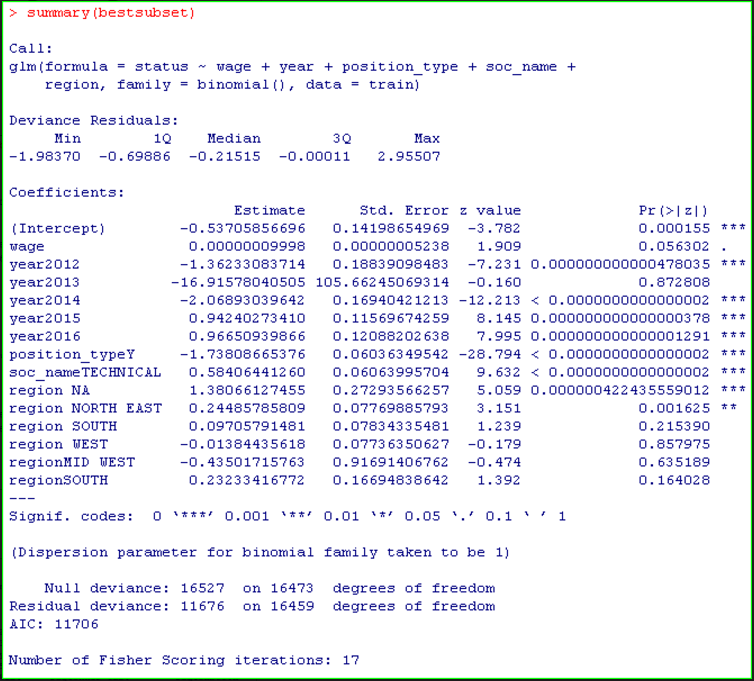 > summary(bestsubset)
Call:
glm(formula = status ~ wage + year + position_type + soc_name +
    region, family = binomial(), data = train)
Deviance Residuals:
     Min       1Q   Median       3Q      Max
-1.98370  -0.69886  -0.21515  -0.00011  2.95507
Coefficients:
                       Estimate    Std. Error z value             Pr(>|z|)
(Intercept)      -0.53705856696   0.14198654969  -3.782             0.000155 ***
wage              0.00000009998   0.00000005238   1.909             0.056302 .
year2012         -1.36233083714   0.18839098483  -7.231 0.000000000000478035 ***
year2013        -16.91578040505 105.66245069314  -0.160             0.872808
year2014         -2.06893039642   0.16940421213 -12.213 < 0.0000000000000002 ***
year2015          0.94240273410   0.11569674259   8.145 0.000000000000000378 ***
year2016          0.96650939866   0.12088202638   7.995 0.000000000000001291 ***
position_typeY   -1.73808665376   0.06036349542 -28.794 < 0.0000000000000002 ***
soc_nameTECHNICAL 0.58406441260   0.06063995704   9.632 < 0.0000000000000002 ***
region NA         1.38066127455   0.27293566257   5.059 0.000000422435559012 ***
region NORTH EAST 0.24485785809   0.07769885793   3.151             0.001625 **
region SOUTH      0.09705791481   0.07834335481   1.239             0.215390
region WEST      -0.01384435618   0.07736350627  -0.179             0.857975
regionMID WEST   -0.43501715763   0.91691406762  -0.474             0.635189
regionSOUTH       0.23233416772   0.16694838642   1.392             0.164028
---
Signif. codes:  0 ‘***’ 0.001 ‘**’ 0.01 ‘*’ 0.05 ‘.’ 0.1 ‘ ’ 1
(Dispersion parameter for binomial family taken to be 1)
    Null deviance: 16527  on 16473  degrees of freedom
Residual deviance: 11676  on 16459  degrees of freedom
AIC: 11706
Number of Fisher Scoring iterations: 17